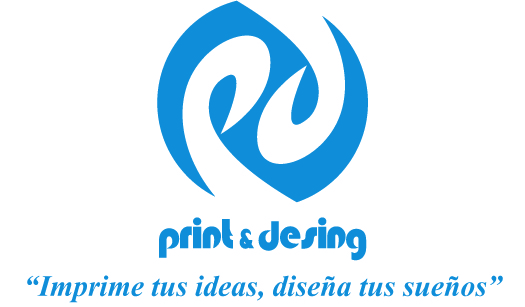 print & desing
“Imprime tus ideas, diseña tus sueños”